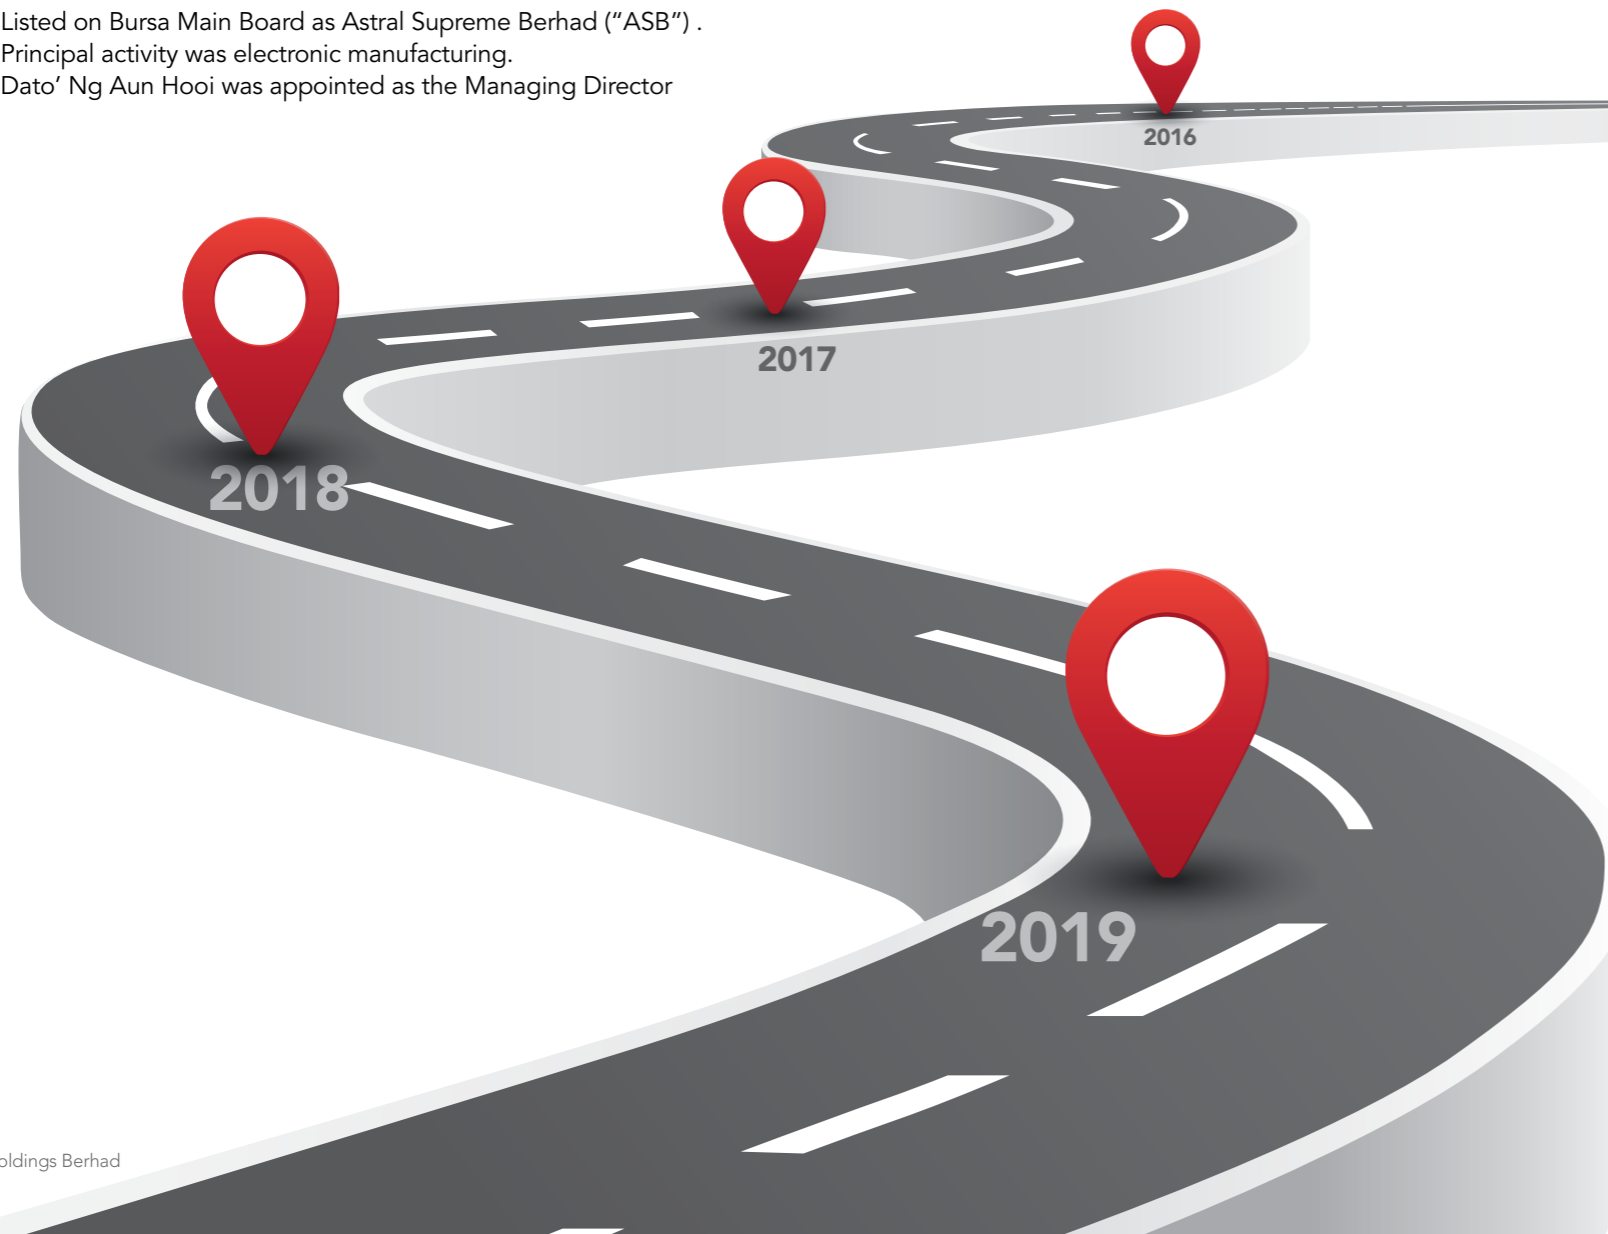 Listed on Bursa Main Board as Astral Supreme Berhad (“ASB”) .
Principal activity was electronic manufacturing.
Dato’ Ng Aun Hooi was appointed as the Managing Director
2016
2017
2018
2019
oldings Berhad